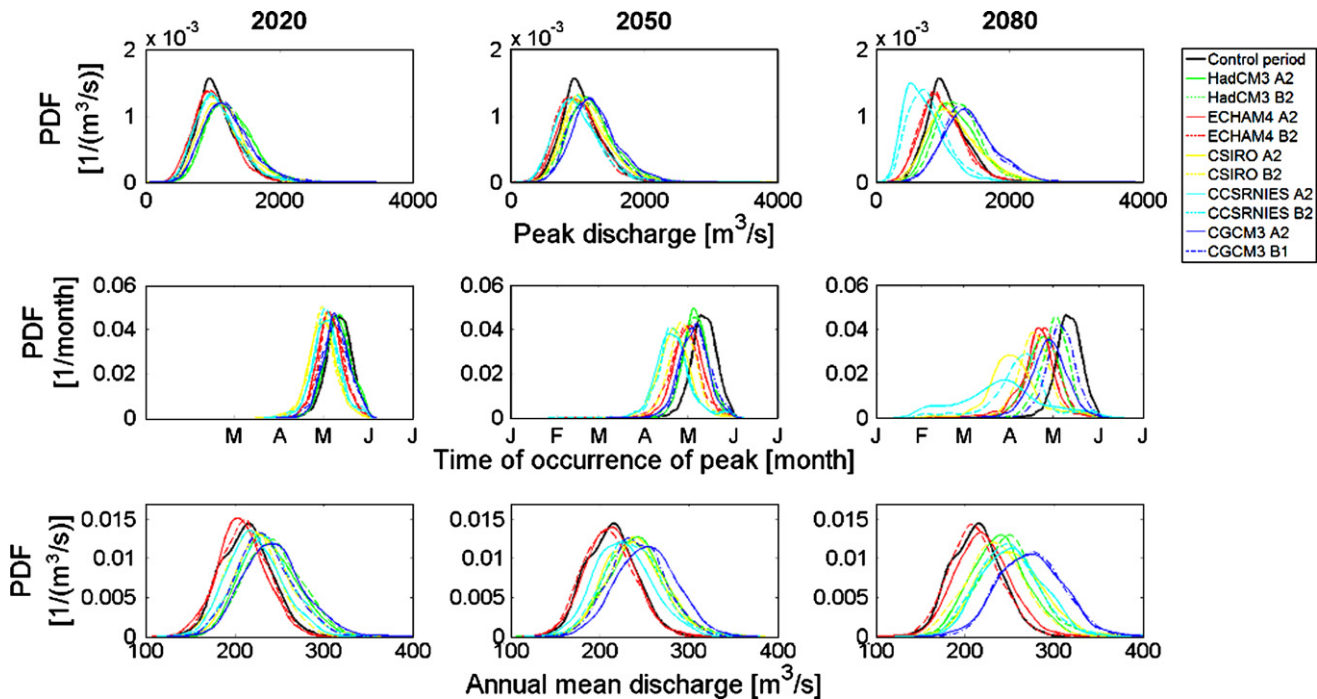 2020
2050
2080
x 10-3
x 10-3
x 10-3
PDF
[1/(m3/s)]
2
1
0
0 2000 4000
2
1
0
0 2000 4000
2
1
0
0 2000 4000
Peak discharge [m3/s]
Control period
HadCM3 A2
HadCM3 B2
ECHAM4 A2
ECHAM4 B2
CSIRO A2
CSIRO B2
CCSRNIES A2
CCSRNIES B2
CGCM3 A2
CGCM3 B1
PDF
[1/month]
0.06
0.04
0.02
0
M A M J J
0.06
0.04
0.02
0
J F M A M J J
0.06
0.04
0.02
0
J F M A M J J
Time of occurrence of peak [month]
PDF
[1/(m3/s)]
0.015
0.01
0.005
0
100 200 300 400
0.015
0.01
0.005
0
100 200 300 400
0.015
0.01
0.005
0
100 200 300 400
Annual mean discharge [m3/s]